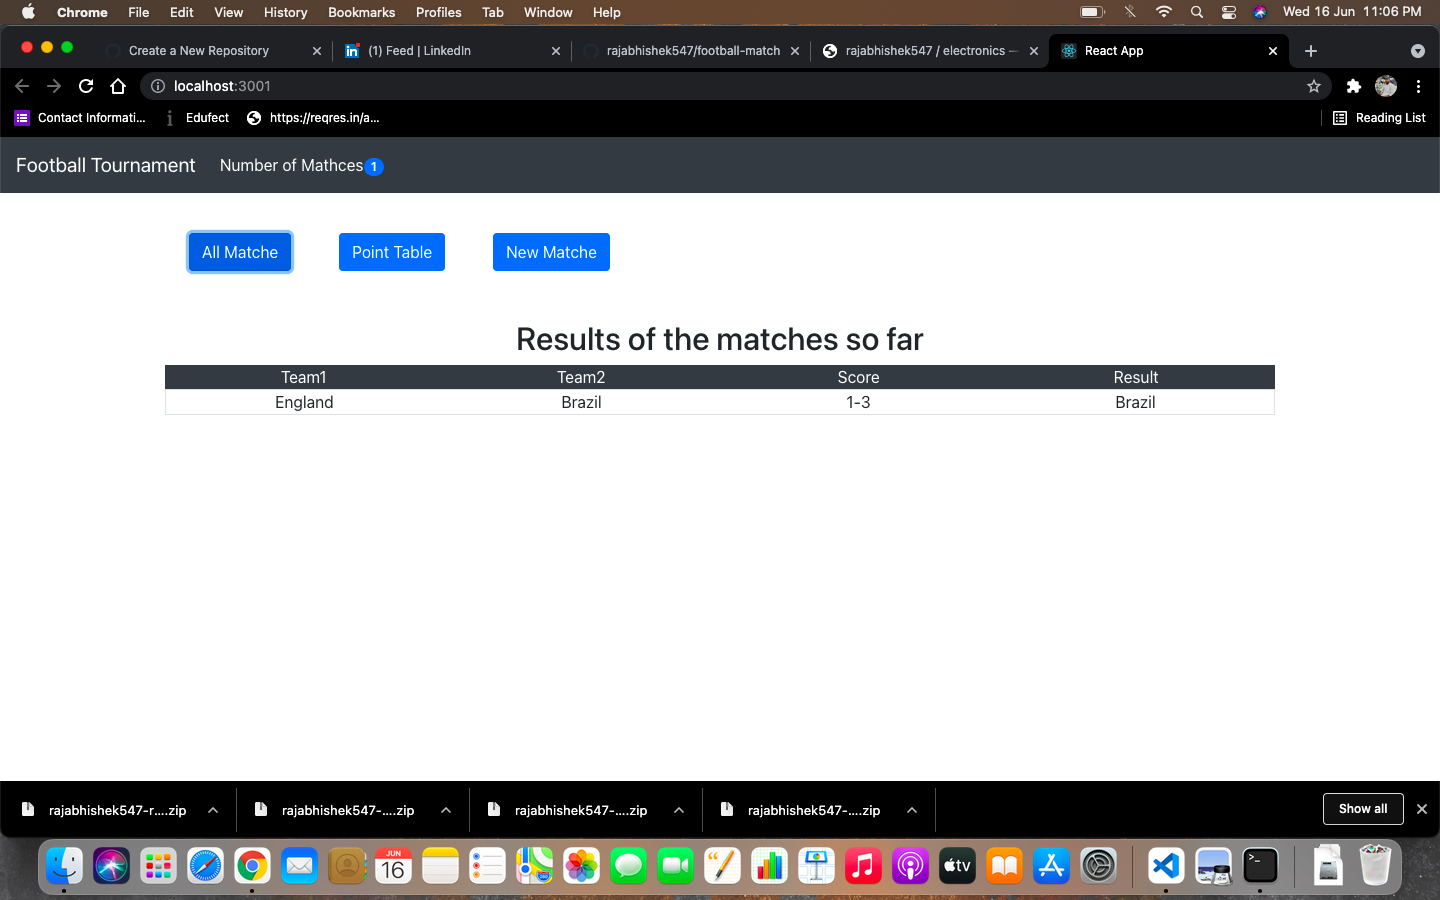 Chrome File Edit View History Bookmarks Profiles Tab Window Help Wed 16 Jun 11:06 PM
Create a New Repository (1) Feed | LinkedIn rajabhishek547/football-match rajabhishek547 / electronics — React App
localhost:3001
Contact Informati... Edufect https://reqres.in/a... Reading List
Football Tournament Number of Mathces 1
All Matche Point Table New Matche
Results of the matches so far
Team1 Team2 Score Result
England Brazil 1-3 Brazil
rajabhishek547-r....zip rajabhishek547-....zip rajabhishek547-....zip rajabhishek547-....zip Show all
JUN
16
tv